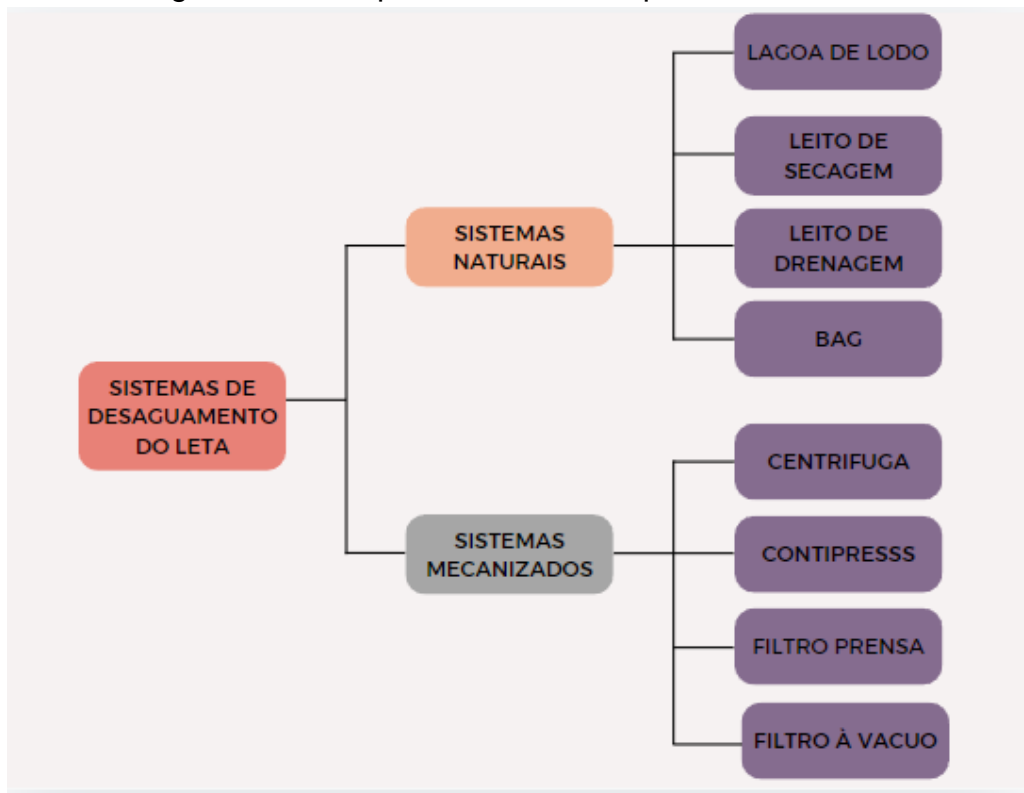 LAGOA DE LODO
LEITO DE
SECAGEM
SISTEMAS
NATURAIS
LEITO DE
DRENAGEM
BAG
SISTEMAS DE
DESAGUAMENTO
DO LETA
CENTRIFUGA
SISTEMAS
MECANIZADOS
CONTIPRESSS
FILTRO PRENSA
FILTRO À VACUO